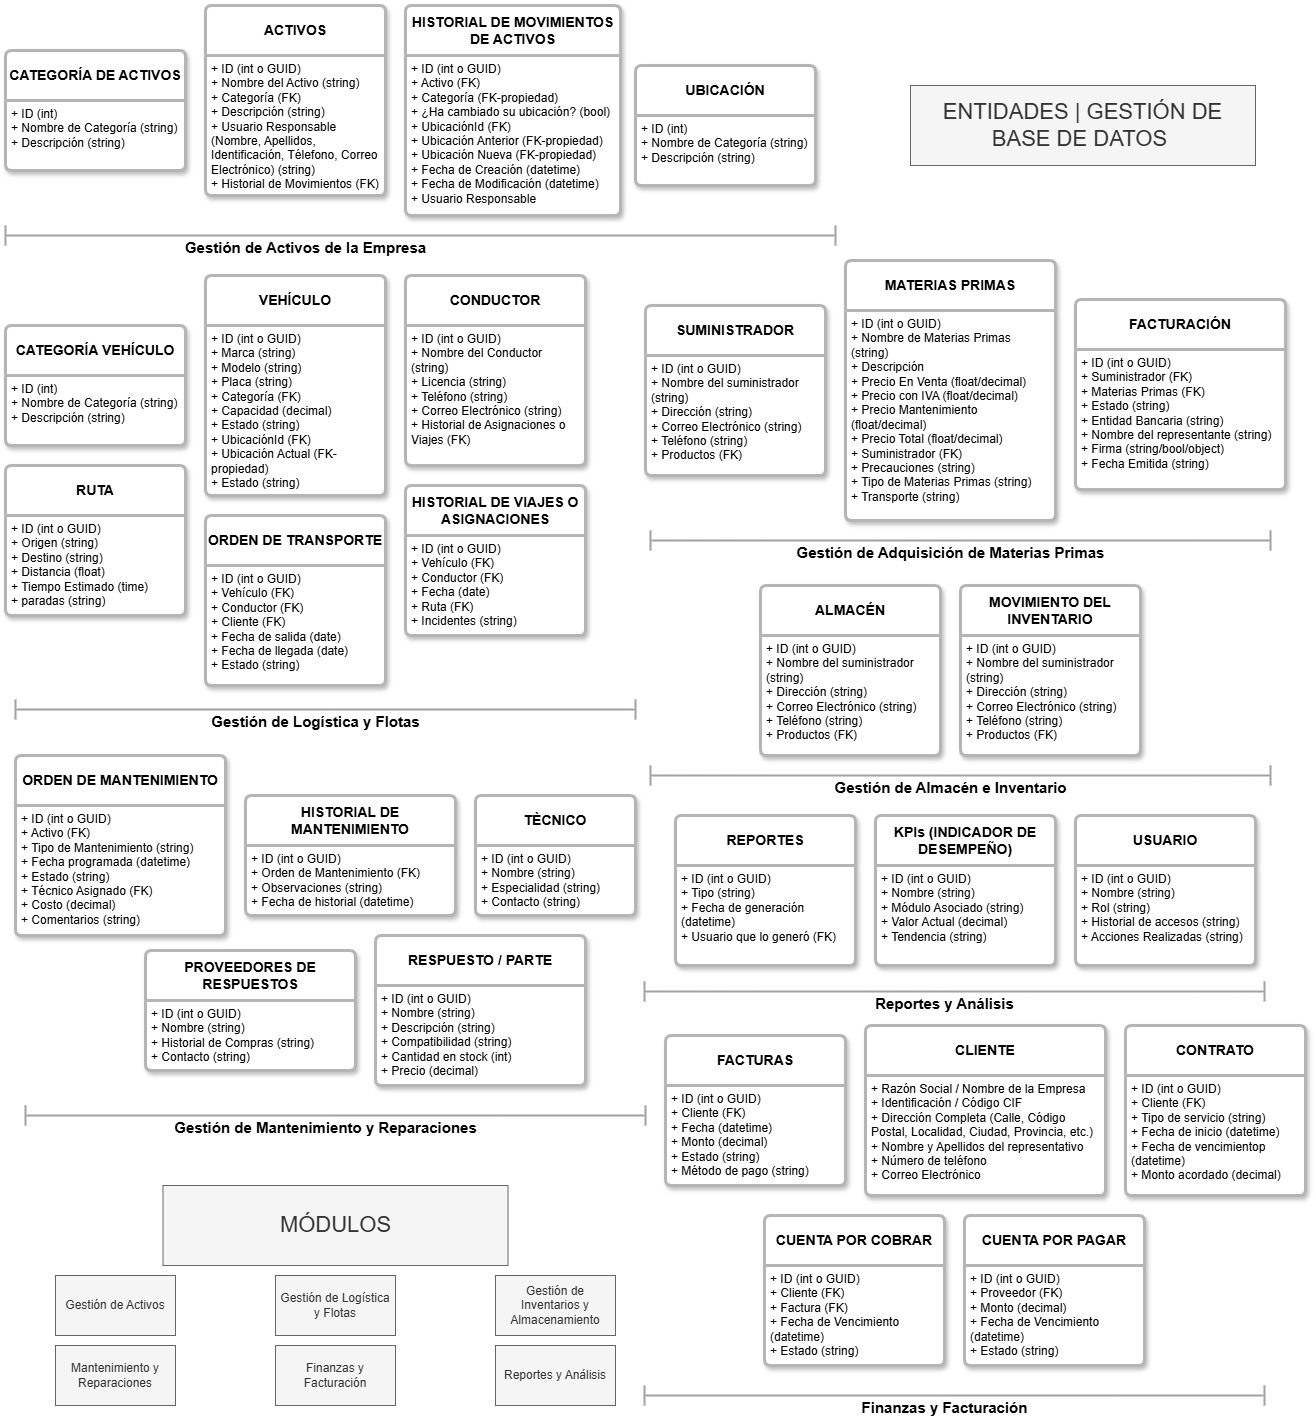 CATEGORÍA DE ACTIVOS
+ ID (int)
+ Nombre de Categoría (string)
+ Descripción (string)
ACTIVOS
+ ID (int o GUID)
+ Nombre del Activo (string)
+ Categoría (FK)
+ Descripción (string)
+ Usuario Responsable
(Nombre, Apellidos,
Identificación, Télefono, Correo
Electrónico) (string)
+ Historial de Movimientos (FK)
HISTORIAL DE MOVIMIENTOS
DE ACTIVOS
+ ID (int o GUID)
+ Activo (FK)
+ Categoría (FK-propiedad)
+ ¿Ha cambiado su ubicación? (bool)
+ UbicaciónId (FK)
+ Ubicación Anterior (FK-propiedad)
+ Ubicación Nueva (FK-propiedad)
+ Fecha de Creación (datetime)
+ Fecha de Modificación (datetime)
+ Usuario Responsable
UBICACIÓN
+ ID (int)
+ Nombre de Categoría (string)
+ Descripción (string)
ENTIDADES | GESTIÓN DE
BASE DE DATOS
Gestión de Activos de la Empresa
CATEGORÍA VEHÍCULO
+ ID (int)
+ Nombre de Categoría (string)
+ Descripción (string)
VEHÍCULO
+ ID (int o GUID)
+ Marca (string)
+ Modelo (string)
+ Placa (string)
+ Categoría (FK)
+ Capacidad (decimal)
+ Estado (string)
+ UbicaciónId (FK)
+ Ubicación Actual (FK-
propiedad)
+ Estado (string)
CONDUCTOR
+ ID (int o GUID)
+ Nombre del Conductor
(string)
+ Licencia (string)
+ Teléfono (string)
+ Correo Electrónico (string)
+ Historial de Asignaciones o
Viajes (FK)
RUTA
+ ID (int o GUID)
+ Origen (string)
+ Destino (string)
+ Distancia (float)
+ Tiempo Estimado (time)
+ paradas (string)
ORDEN DE TRANSPORTE
+ ID (int o GUID)
+ Vehículo (FK)
+ Conductor (FK)
+ Cliente (FK)
+ Fecha de salida (date)
+ Fecha de llegada (date)
+ Estado (string)
HISTORIAL DE VIAJES O
ASIGNACIONES
+ ID (int o GUID)
+ Vehículo (FK)
+ Conductor (FK)
+ Fecha (date)
+ Ruta (FK)
+ Incidentes (string)
Gestión de Logística y Flotas
SUMINISTRADOR
+ ID (int o GUID)
+ Nombre del suministrador
(string)
+ Dirección (string)
+ Correo Electrónico (string)
+ Teléfono (string)
+ Productos (FK)
MATERIAS PRIMAS
+ ID (int o GUID)
+ Nombre de Materias Primas
(string)
+ Descripción
+ Precio En Venta (float/decimal)
+ Precio con IVA (float/decimal)
+ Precio Mantenimiento
(float/decimal)
+ Precio Total (float/decimal)
+ Suministrador (FK)
+ Precauciones (string)
+ Tipo de Materias Primas (string)
+ Transporte (string)
FACTURACIÓN
+ ID (int o GUID)
+ Suministrador (FK)
+ Materias Primas (FK)
+ Estado (string)
+ Entidad Bancaria (string)
+ Nombre del representante (string)
+ Firma (string/bool/object)
+ Fecha Emitida (string)
Gestión de Adquisición de Materias Primas
ALMACÉN
+ ID (int o GUID)
+ Nombre del suministrador
(string)
+ Dirección (string)
+ Correo Electrónico (string)
+ Teléfono (string)
+ Productos (FK)
MOVIMIENTO DEL
INVENTARIO
+ ID (int o GUID)
+ Nombre del suministrador
(string)
+ Dirección (string)
+ Correo Electrónico (string)
+ Teléfono (string)
+ Productos (FK)
Gestión de Almacén e Inventario
ORDEN DE MANTENIMIENTO
+ ID (int o GUID)
+ Activo (FK)
+ Tipo de Mantenimiento (string)
+ Fecha programada (datetime)
+ Estado (string)
+ Técnico Asignado (FK)
+ Costo (decimal)
+ Comentarios (string)
HISTORIAL DE
MANTENIMIENTO
+ ID (int o GUID)
+ Orden de Mantenimiento (FK)
+ Observaciones (string)
+ Fecha de historial (datetime)
TÈCNICO
+ ID (int o GUID)
+ Nombre (string)
+ Especialidad (string)
+ Contacto (string)
PROVEEDORES DE
RESPUESTOS
+ ID (int o GUID)
+ Nombre (string)
+ Historial de Compras (string)
+ Contacto (string)
RESPUESTO / PARTE
+ ID (int o GUID)
+ Nombre (string)
+ Descripción (string)
+ Compatibilidad (string)
+ Cantidad en stock (int)
+ Precio (decimal)
Gestión de Mantenimiento y Reparaciones
REPORTES
+ ID (int o GUID)
+ Tipo (string)
+ Fecha de generación
(datetime)
+ Usuario que lo generó (FK)
KPIs (INDICADOR DE
DESEMPEÑO)
+ ID (int o GUID)
+ Nombre (string)
+ Módulo Asociado (string)
+ Valor Actual (decimal)
+ Tendencia (string)
USUARIO
+ ID (int o GUID)
+ Nombre (string)
+ Rol (string)
+ Historial de accesos (string)
+ Acciones Realizadas (string)
Reportes y Análisis
FACTURAS
+ ID (int o GUID)
+ Cliente (FK)
+ Fecha (datetime)
+ Monto (decimal)
+ Estado (string)
+ Método de pago (string)
CLIENTE
+ Razón Social / Nombre de la Empresa
+ Identificación / Código CIF
+ Dirección Completa (Calle, Código
Postal, Localidad, Ciudad, Provincia, etc.)
+ Nombre y Apellidos del representativo
+ Número de teléfono
+ Correo Electrónico
CONTRATO
+ ID (int o GUID)
+ Cliente (FK)
+ Tipo de servicio (string)
+ Fecha de inicio (datetime)
+ Fecha de vencimientop
(datetime)
+ Monto acordado (decimal)
CUENTA POR COBRAR
+ ID (int o GUID)
+ Cliente (FK)
+ Factura (FK)
+ Fecha de Vencimiento
(datetime)
+ Estado (string)
CUENTA POR PAGAR
+ ID (int o GUID)
+ Proveedor (FK)
+ Monto (decimal)
+ Fecha de Vencimiento
(datetime)
+ Estado (string)
Finanzas y Facturación
MÓDULOS
Gestión de Activos
Gestión de Logística
y Flotas
Gestión de
Inventarios y
Almacenamiento
Mantenimiento y
Reparaciones
Finanzas y
Facturación
Reportes y Análisis